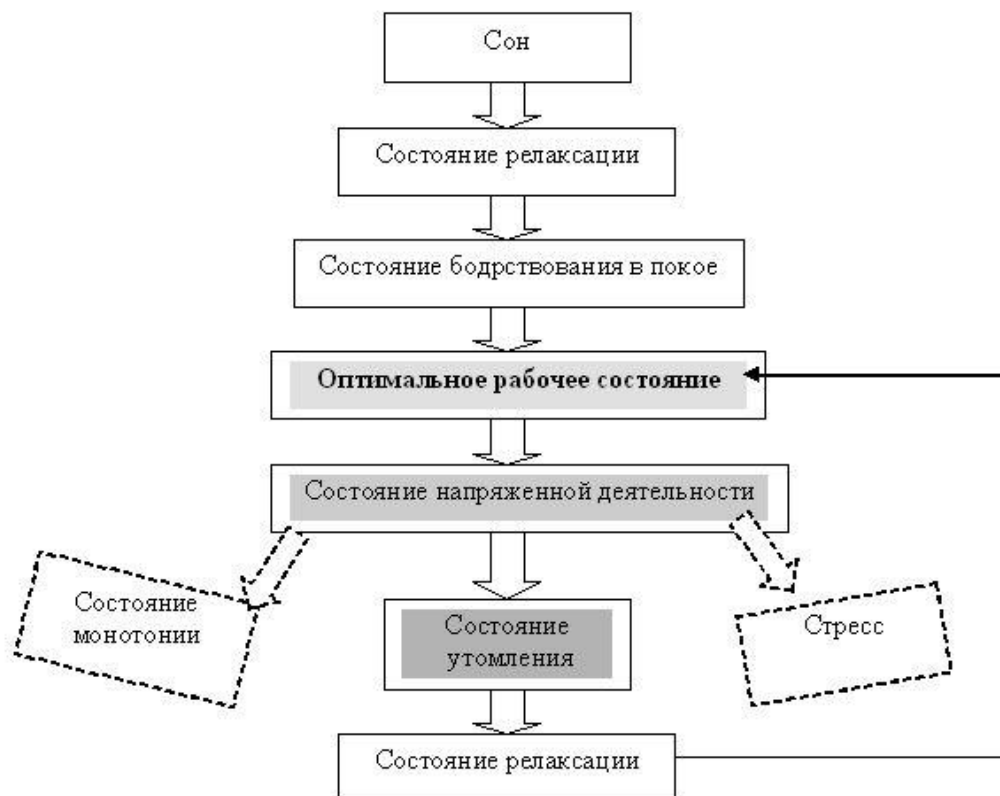 Сон
Состояние релаксации
Состояние бодрствования в покое
Оптимальное рабочее состояние
Состояние напряженной деятельности
Состояние
монотонии
Состояние
утомления
Стресс
Состояние релаксации